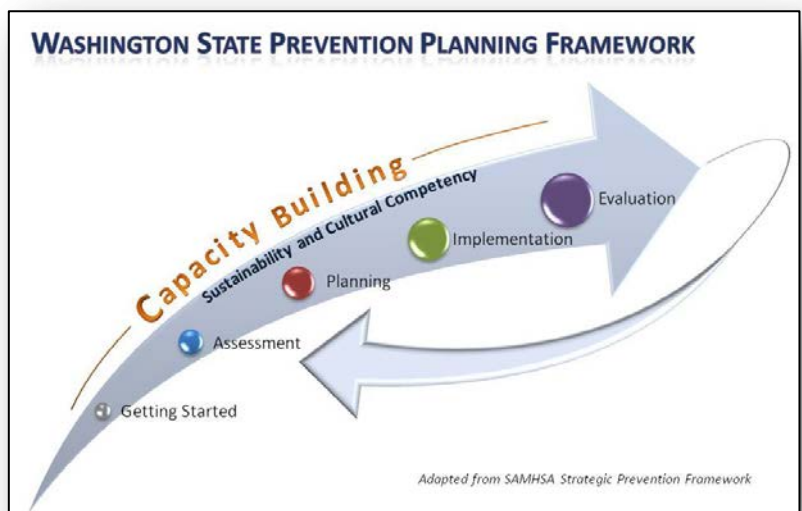 WASHINGTON STATE PREVENTION PLANNING FRAMEWORK
Capacity Building
Sustainability and Cultural Competency
Evaluation
Implementation
Planning
Assessment
Getting Started
Adapted from SAMHSA Strategic Prevention Framework